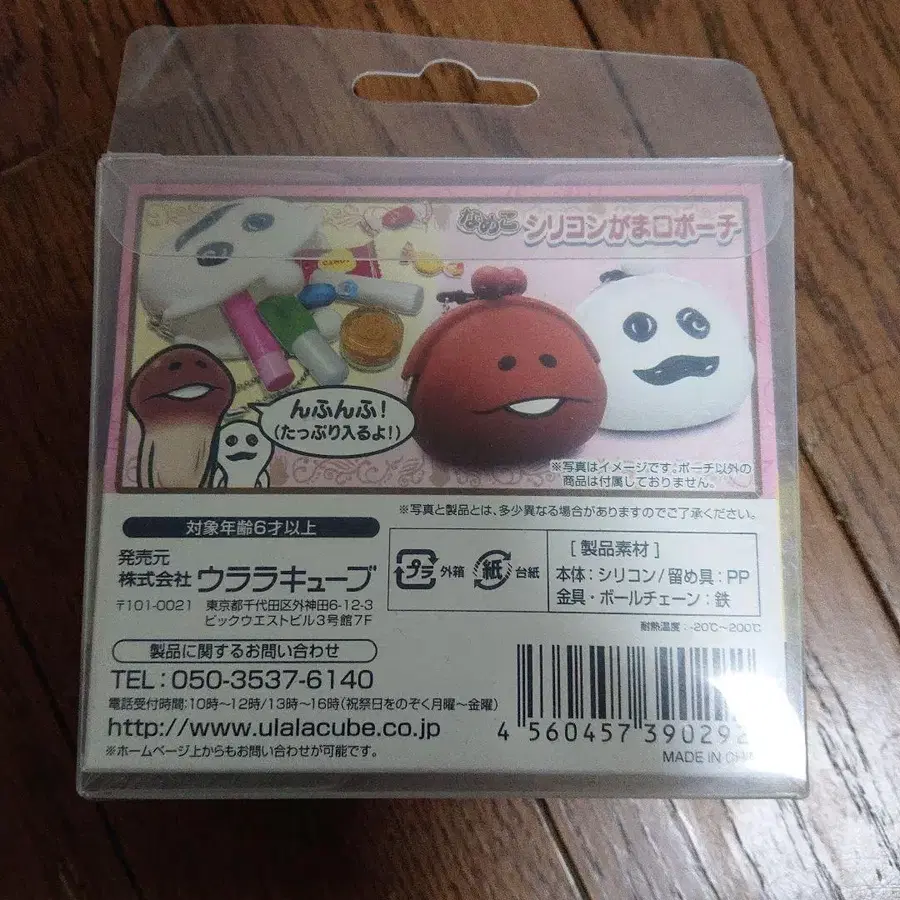 なめこ シリコンがま口ポーチ
んふんふ!
(たっぷり入るよ!)
※写真はイメージです。ポーチ以外の
商品は付属しておりません。
※写真と製品とは、多少異なる場合がありますのでご了承ください。
対象年齢6才以上
発売元
株式会社 ウララキューブ
〒101-0021 東京都千代田区外神田6-12-3
ビックウエストビル3号館7F
プラ 外箱 紙 台紙
[製品素材]
本体:シリコン/留め具:PP
金具・ボールチェーン:鉄
耐熱温度:-20℃~200℃
製品に関するお問い合わせ
TEL:050-3537-6140
電話受付時間:10時~12時/13時~16時(祝祭日をのぞく月曜~金曜)
http://www.ulalacube.co.jp
※ホームページ上からもお問い合わせが可能です。
4 560457 390292
MADE IN